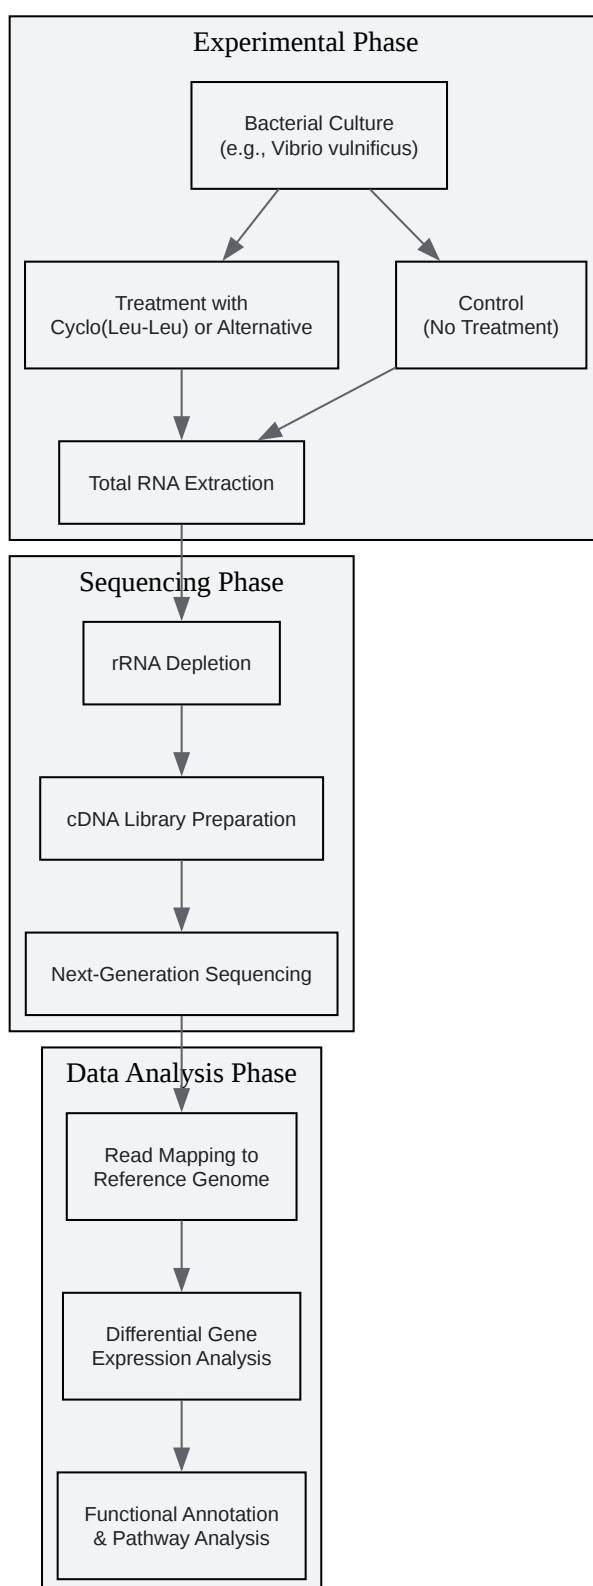 Experimental Phase
Bacterial Culture
(e.g., Vibrio vulnificus)
Treatment with
Cyclo(Leu-Leu) or Alternative
Control
(No Treatment)
Total RNA Extraction
Sequencing Phase
rRNA Depletion
cDNA Library Preparation
Next-Generation Sequencing
Data Analysis Phase
Read Mapping to
Reference Genome
Differential Gene
Expression Analysis
Functional Annotation
& Pathway Analysis